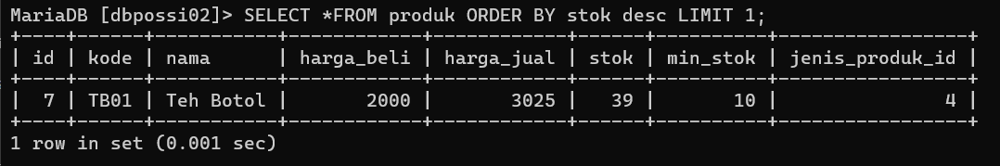 MariaDB [dbpossi02]> SELECT *FROM produk ORDER BY stok desc LIMIT 1;
+----+------+-----------+------------+------------+------+----------+-----------------+
| id | kode | nama      | harga_beli | harga_jual | stok | min_stok | jenis_produk_id |
+----+------+-----------+------------+------------+------+----------+-----------------+
|  7 | TB01 | Teh Botol |       2000 |       3025 |   39 |       10 |               4 |
+----+------+-----------+------------+------------+------+----------+-----------------+
1 row in set (0.001 sec)